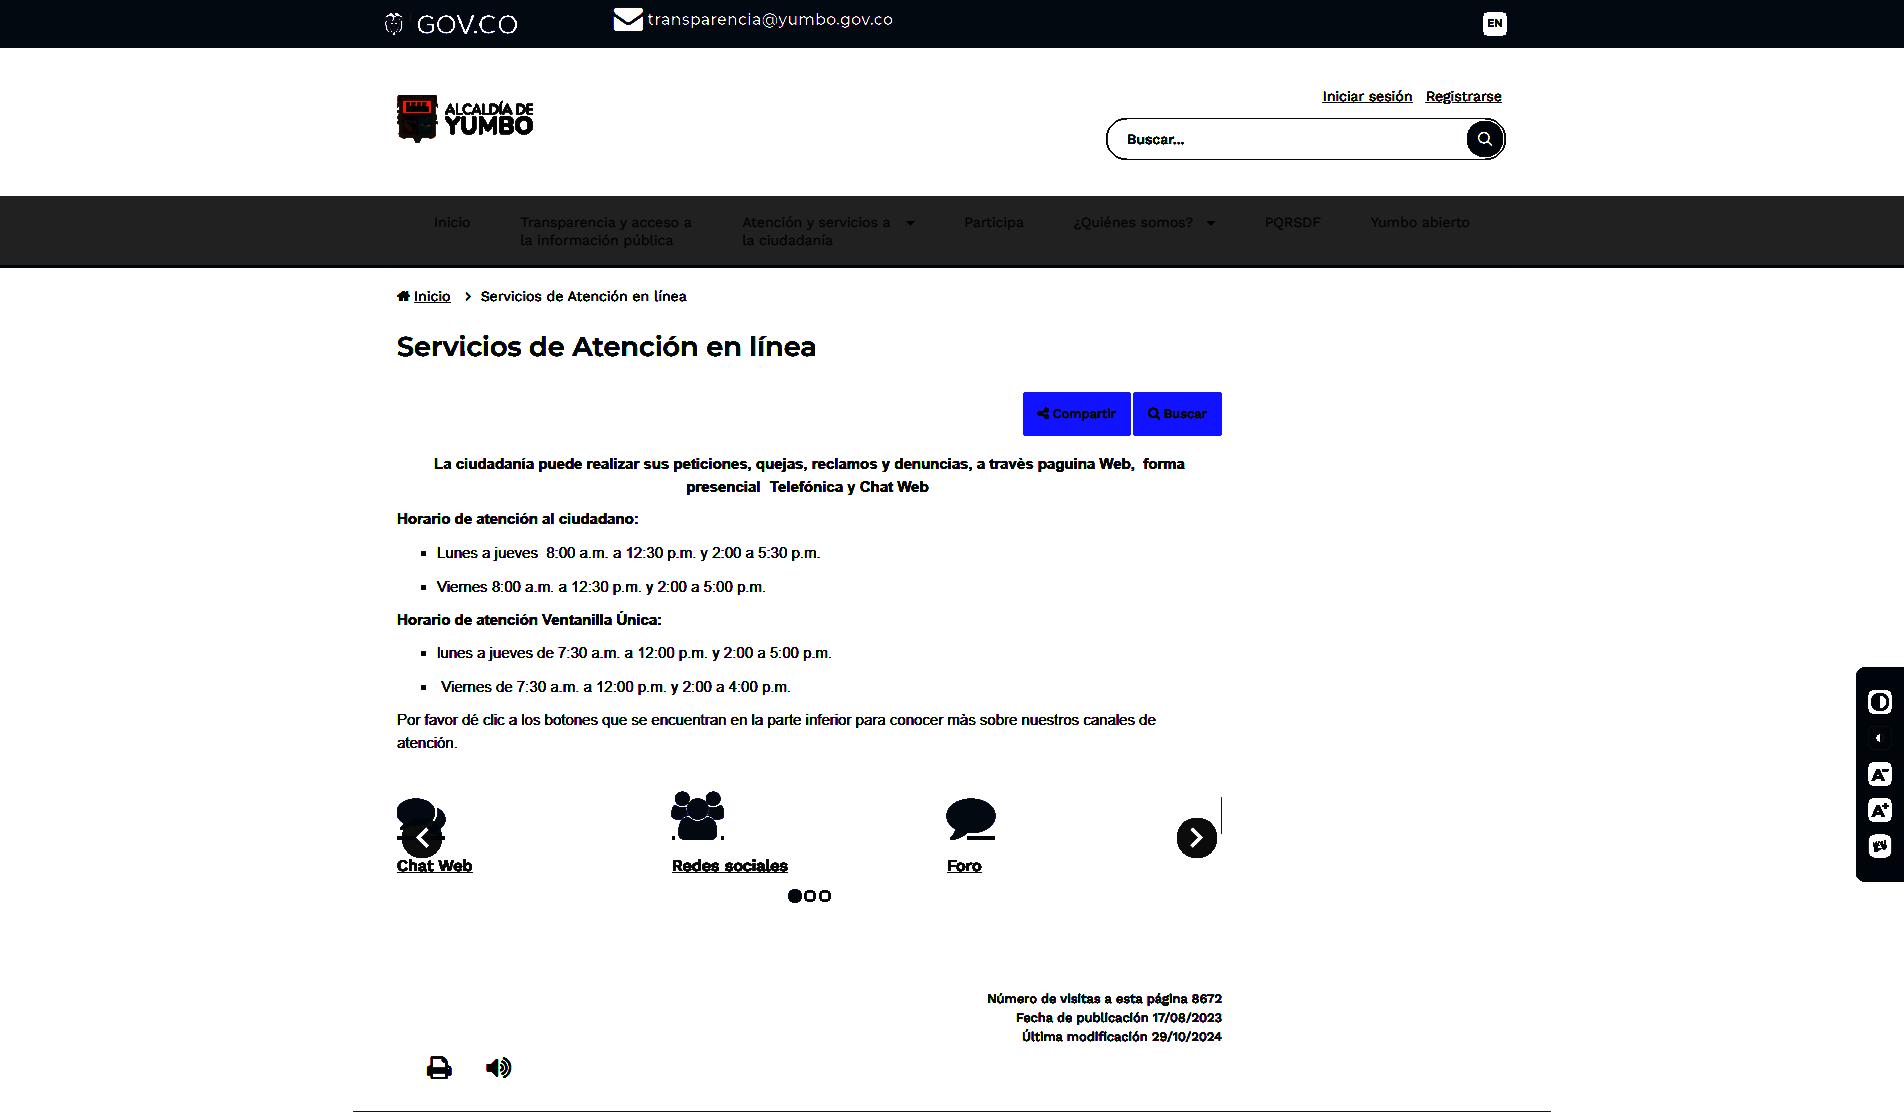 GOV.CO
transparencia@yumbo.gov.co
EN
ALCALDÍA DE
YUMBO
Iniciar sesión Registrarse
Buscar...
Inicio
Transparencia y acceso a
la información pública
Atención y servicios a
la ciudadanía
Participa
¿Quiénes somos?
PQRSDF
Yumbo abierto
Inicio > Servicios de Atención en línea
Servicios de Atención en línea
Compartir
Buscar
La ciudadanía puede realizar sus peticiones, quejas, reclamos y denuncias, a travès paguina Web, forma
presencial Telefónica y Chat Web
Horario de atención al ciudadano:
Lunes a jueves 8:00 a.m. a 12:30 p.m. y 2:00 a 5:30 p.m.
Viernes 8:00 a.m. a 12:30 p.m. y 2:00 a 5:00 p.m.
Horario de atención Ventanilla Única:
lunes a jueves de 7:30 a.m. a 12:00 p.m. y 2:00 a 5:00 p.m.
Viernes de 7:30 a.m. a 12:00 p.m. y 2:00 a 4:00 p.m.
Por favor dé clic a los botones que se encuentran en la parte inferior para conocer màs sobre nuestros canales de
atención.
Chat Web
Redes sociales
Foro
Número de visitas a esta página 8672
Fecha de publicación 17/08/2023
Última modificación 29/10/2024
A-
A+